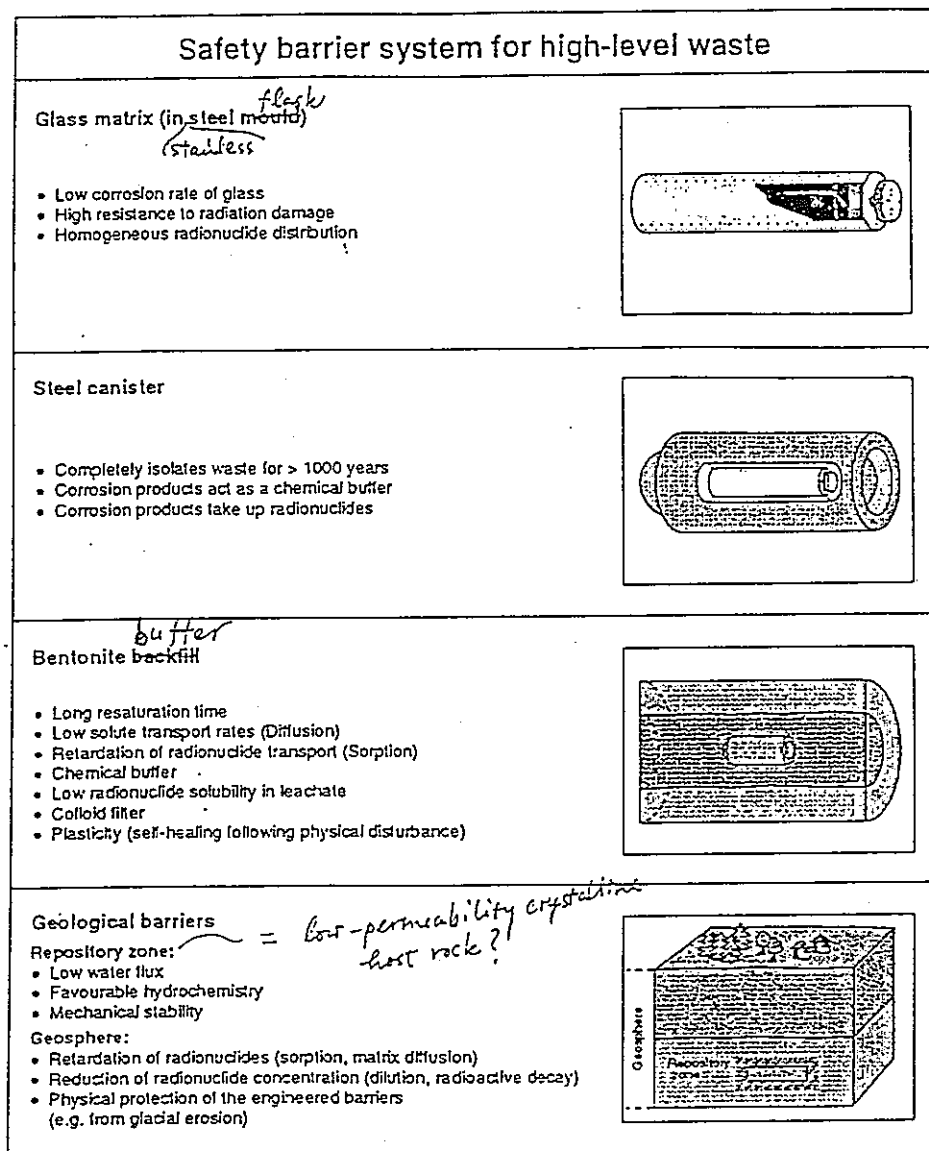 Safety barrier system for high-level waste
flask
Glass matrix (in steel mould)
(stainless
• Low corrosion rate of glass
• High resistance to radiation damage
• Homogeneous radionuclide distribution
Steel canister
• Completely isolates waste for > 1000 years
• Corrosion products act as a chemical buffer
• Corrosion products take up radionuclides
buffer
Bentonite backfill
• Long resaturation time
• Low solute transport rates (Diffusion)
• Retardation of radionuclide transport (Sorption)
• Chemical buffer
• Low radionuclide solubility in leachate
• Colloid filter
• Plasticity (self-healing following physical disturbance)
Geological barriers
= low-permeability crystalline
host rock?
Repository zone:
• Low water flux
• Favourable hydrochemistry
• Mechanical stability
Geosphere:
• Retardation of radionuclides (sorption, matrix diffusion)
• Reduction of radionuclide concentration (dilution, radioactive decay)
• Physical protection of the engineered barriers
(e.g. from glacial erosion)
Geosphere
Repository
zone